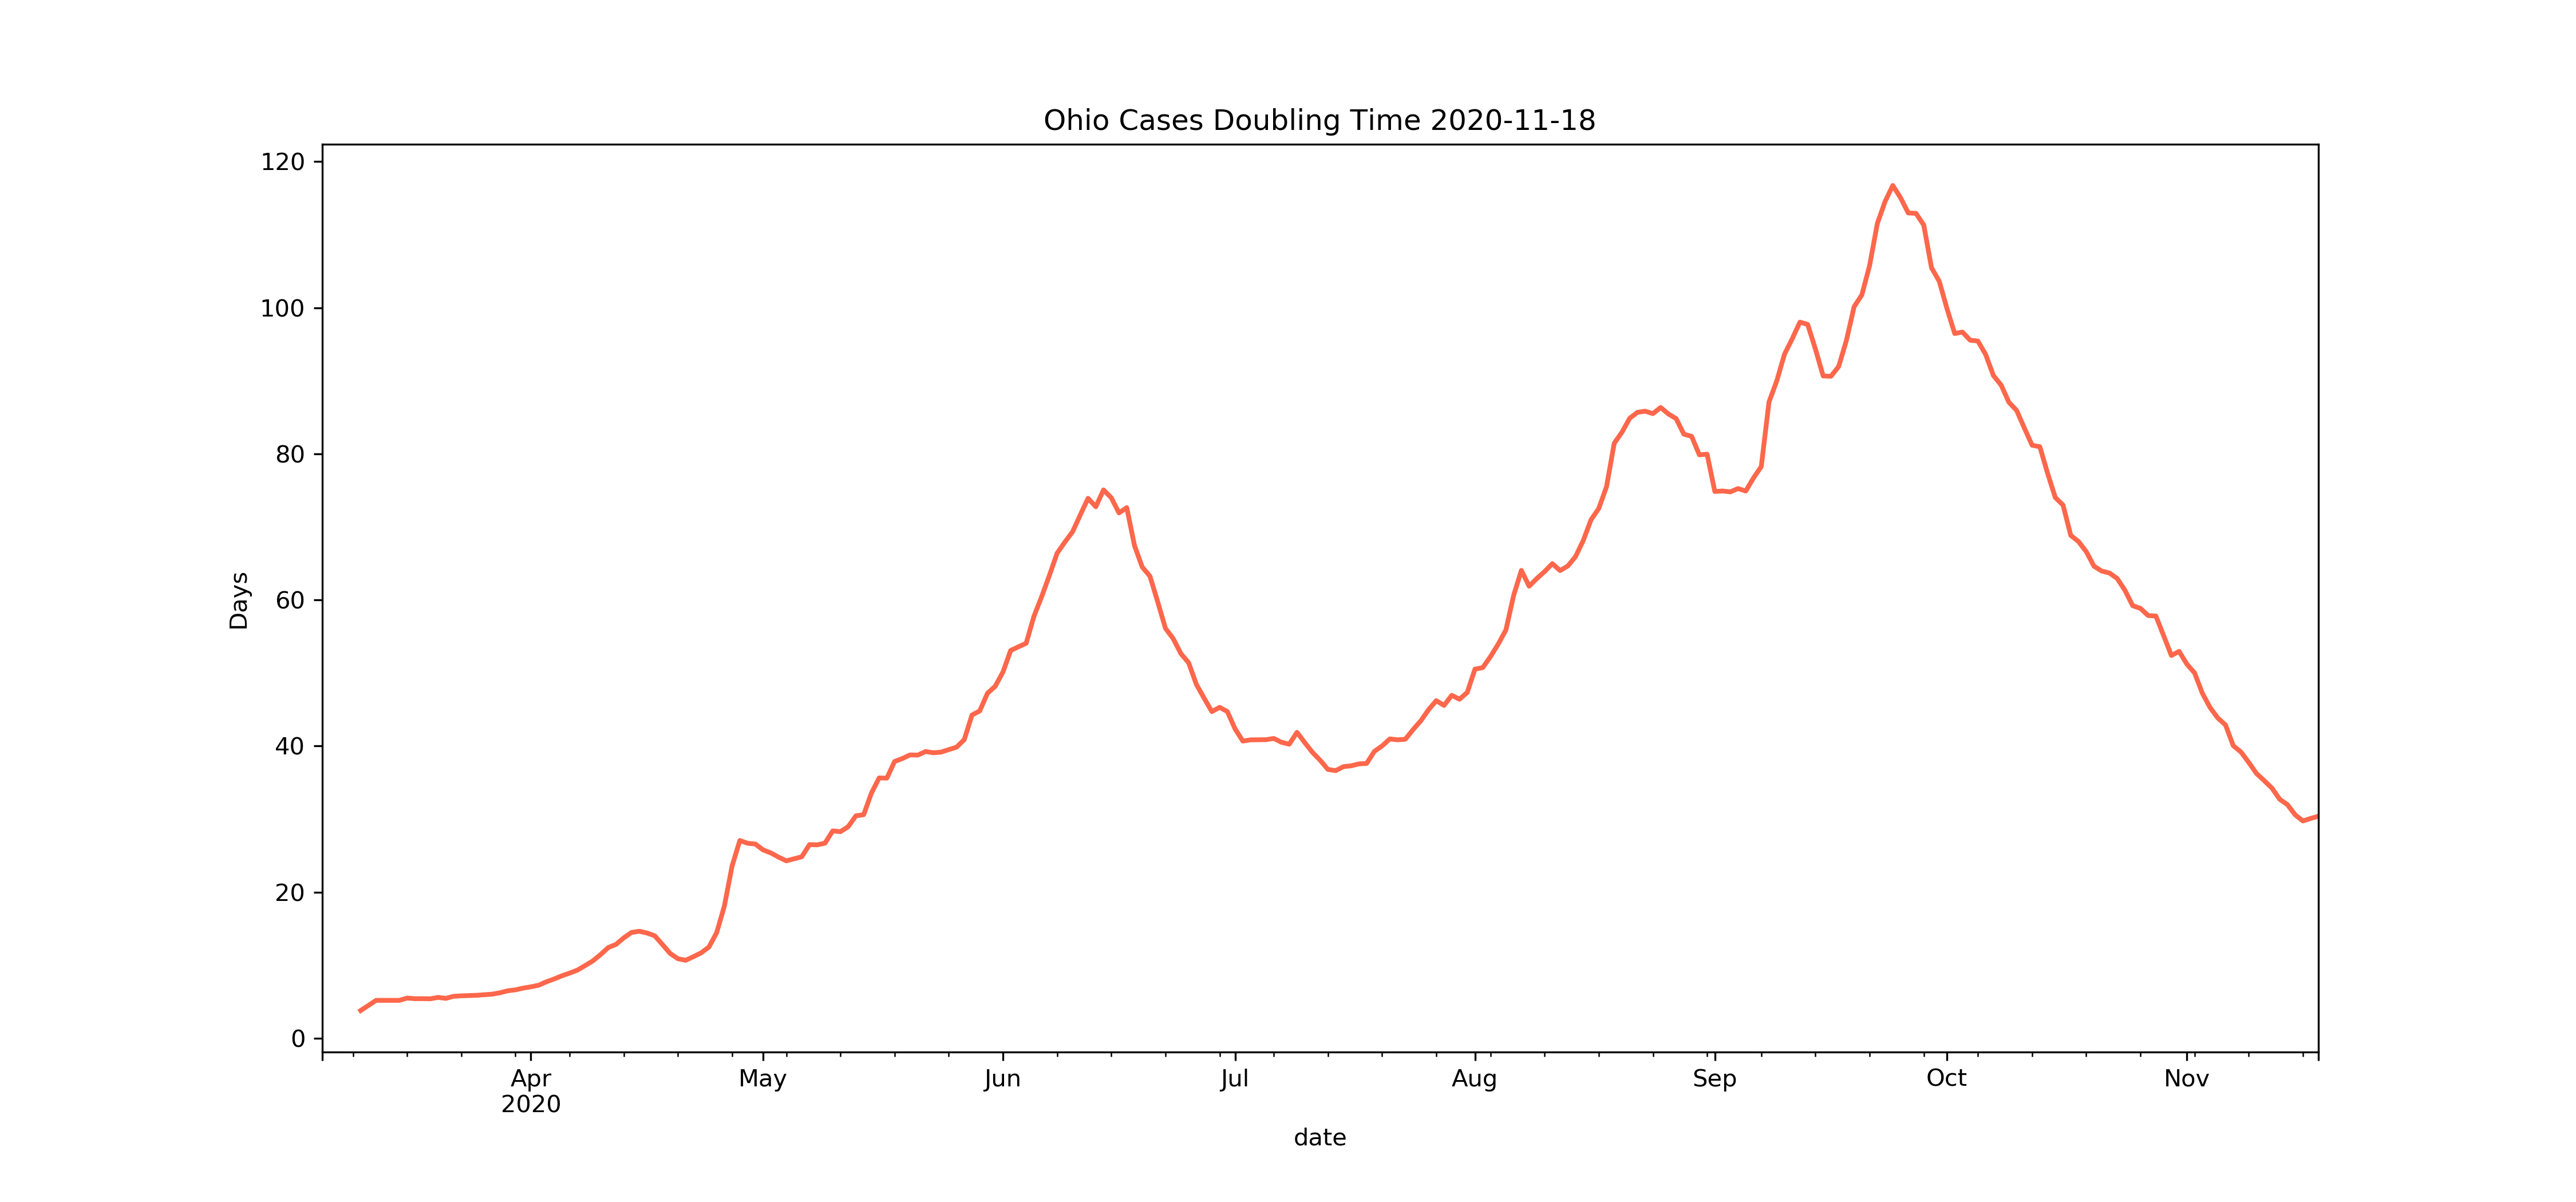 Ohio Cases Doubling Time 2020-11-18
120
100
80
60
40
20
0
Days
Apr
2020
May
Jun
Jul
Aug
Sep
Oct
Nov
date